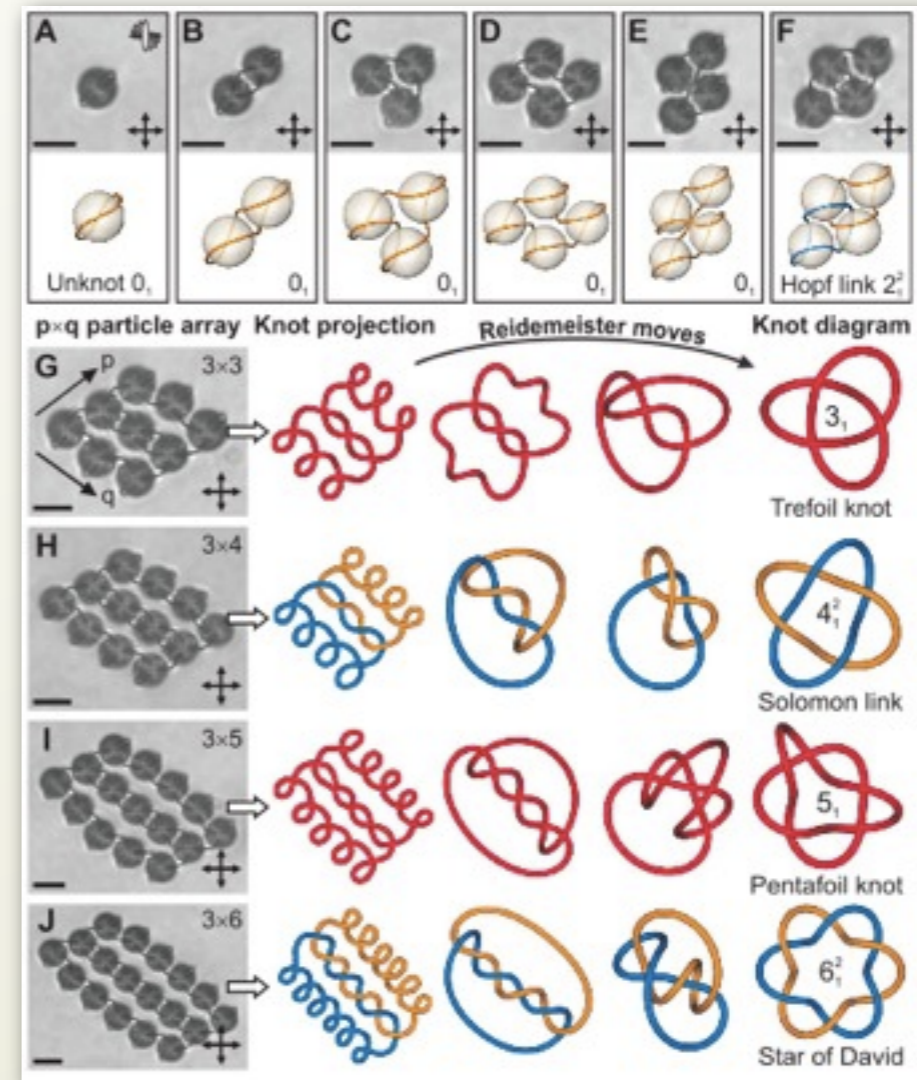 A B C D E F
Unknot 0₁ 0₁ 0₁ 0₁ 0₁ Hopf link 2²₁
p×q particle array Knot projection Reidemeister moves Knot diagram
G p 3×3
q
3₁
Trefoil knot
H 3×4
4²₁
Solomon link
I 3×5
5₁
Pentafoil knot
J 3×6
6²₁
Star of David